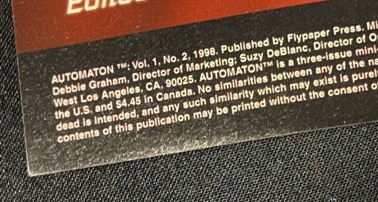 Edited
AUTOMATON ™; Vol. 1, No. 2, 1998. Published by Flypaper Press. Mi
Debbie Graham, Director of Marketing; Suzy DeBlanc, Director of O
West Los Angeles, CA, 90025. AUTOMATON™ is a three-issue mini-
the U.S. and $4.45 in Canada. No similarities between any of the na
dead is intended, and any such similarity which may exist is purel
contents of this publication may be printed without the consent o